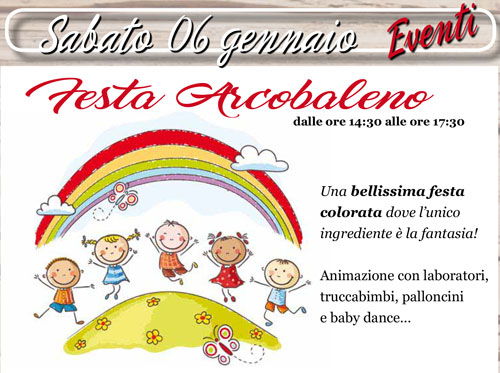 Sabato 06 gennaio
Eventi
Festa Arcobaleno
dalle ore 14:30 alle ore 17:30
Una bellissima festa
colorata dove l'unico
ingrediente è la fantasia!
Animazione con laboratori,
truccabimbi, palloncini
e baby dance...